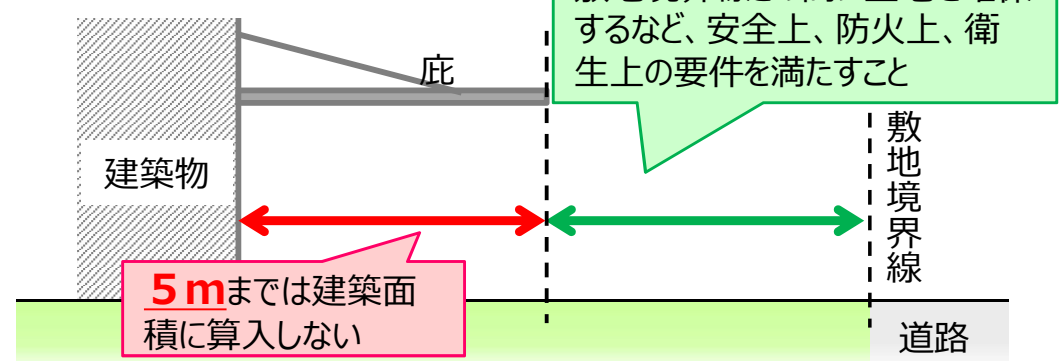 するなど、安全上、防火上、衛
生上の要件を満たすこと
庇
建築物
敷地境界線
５ｍまでは建築面
積に算入しない
道路